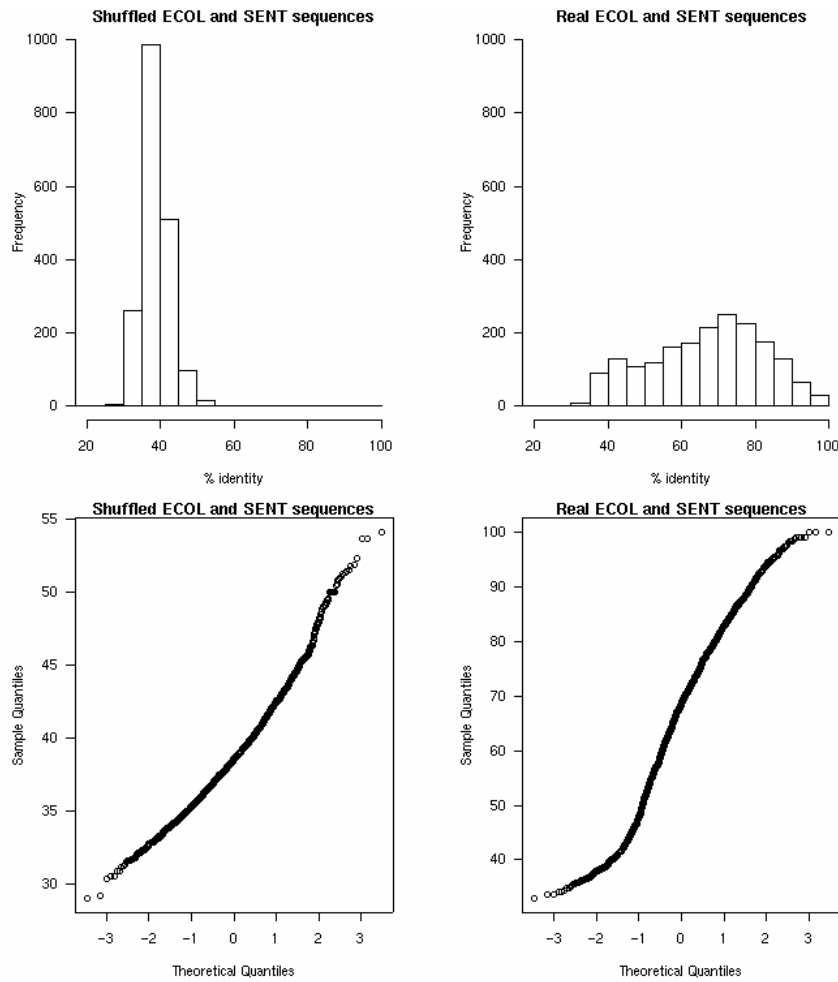 Shuffled ECOL and SENT sequences
1000
800
600
400
200
0
Frequency
20 40 60 80 100
% identity
Real ECOL and SENT sequences
1000
800
600
400
200
0
Frequency
20 40 60 80 100
% identity
Shuffled ECOL and SENT sequences
55
50
45
40
35
30
Sample Quantiles
−3 −2 −1 0 1 2 3
Theoretical Quantiles
Real ECOL and SENT sequences
100
90
80
70
60
50
40
Sample Quantiles
−3 −2 −1 0 1 2 3
Theoretical Quantiles